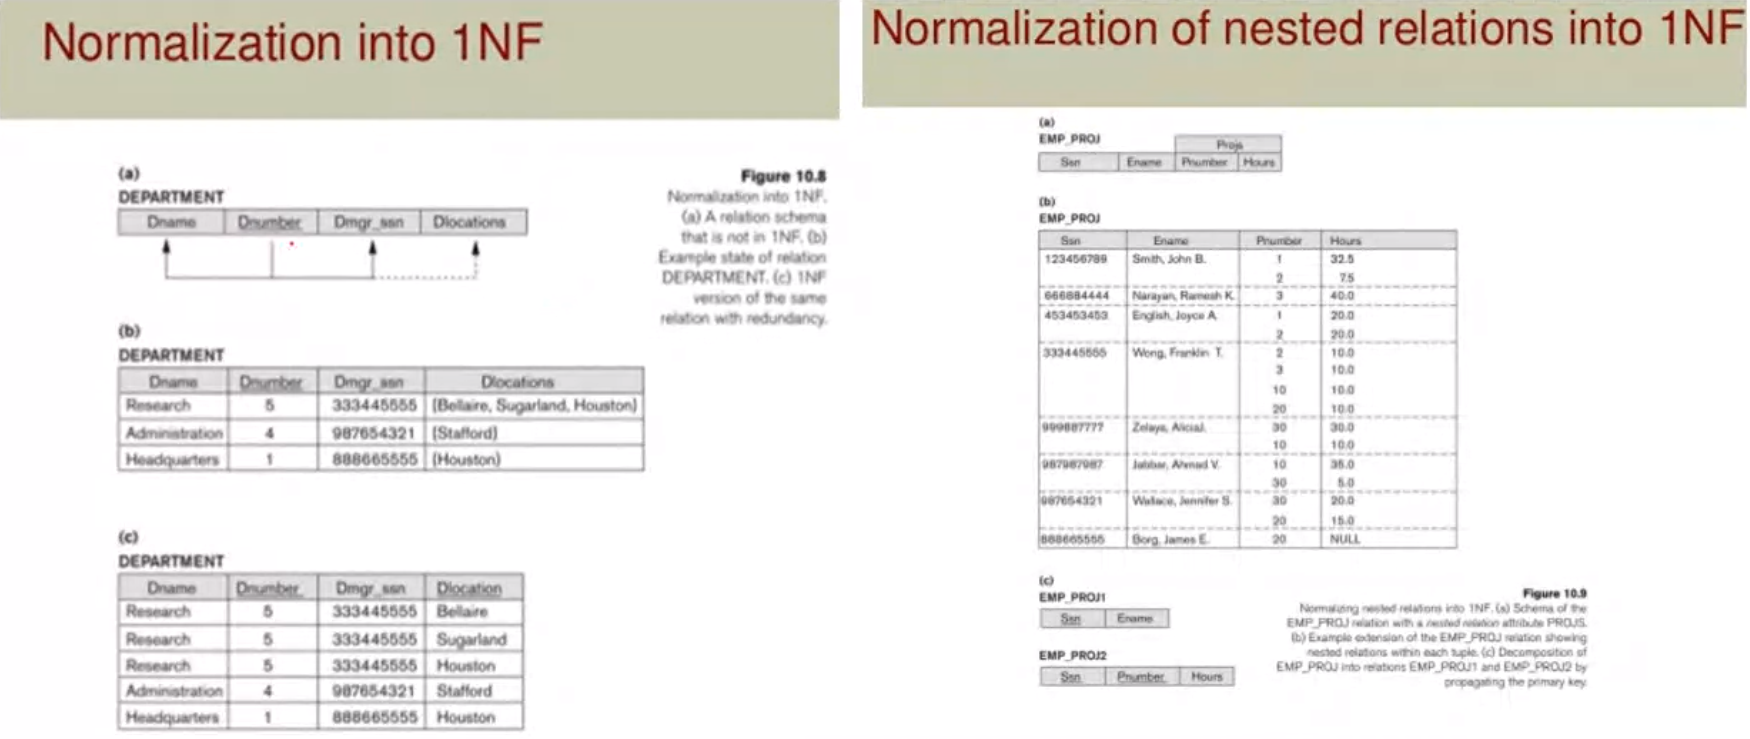 Normalization into 1NF
(a)
DEPARTMENT
Dname Dnumber Dmgr_ssn Dlocations
Figure 10.8
Normalization into 1NF.
(a) A relation schema
that is not in 1NF. (b)
Example state of relation
DEPARTMENT. (c) 1NF
version of the same
relation with redundancy.
(b)
DEPARTMENT
Dname Dnumber Dmgr_ssn Dlocations
Research 5 333445555 {Bellaire, Sugarland, Houston}
Administration 4 987654321 {Stafford}
Headquarters 1 888665555 {Houston}
(c)
DEPARTMENT
Dname Dnumber Dmgr_ssn Dlocation
Research 5 333445555 Bellaire
Research 5 333445555 Sugarland
Research 5 333445555 Houston
Administration 4 987654321 Stafford
Headquarters 1 888665555 Houston
Normalization of nested relations into 1NF
(a)
EMP_PROJ
Projs
Ssn Ename Pnumber Hours
(b)
EMP_PROJ
Ssn Ename Pnumber Hours
123456789 Smith, John B. 1 32.5
2 7.5
666884444 Narayan, Ramesh K. 3 40.0
453453453 English, Joyce A. 1 20.0
2 20.0
333445555 Wong, Franklin T. 2 10.0
3 10.0
10 10.0
20 10.0
999887777 Zelaya, Alicia J. 30 30.0
10 10.0
987987987 Jabbar, Ahmad V. 10 35.0
30 5.0
987654321 Wallace, Jennifer S. 30 20.0
20 15.0
888665555 Borg, James E. 20 NULL
(c)
EMP_PROJ1
Ssn Ename
EMP_PROJ2
Ssn Pnumber Hours
Figure 10.9
Normalizing nested relations into 1NF. (a) Schema of the
EMP_PROJ relation with a nested relation attribute PROJS.
(b) Example extension of the EMP_PROJ relation showing
nested relations within each tuple. (c) Decomposition of
EMP_PROJ into relations EMP_PROJ1 and EMP_PROJ2 by
propagating the primary key.